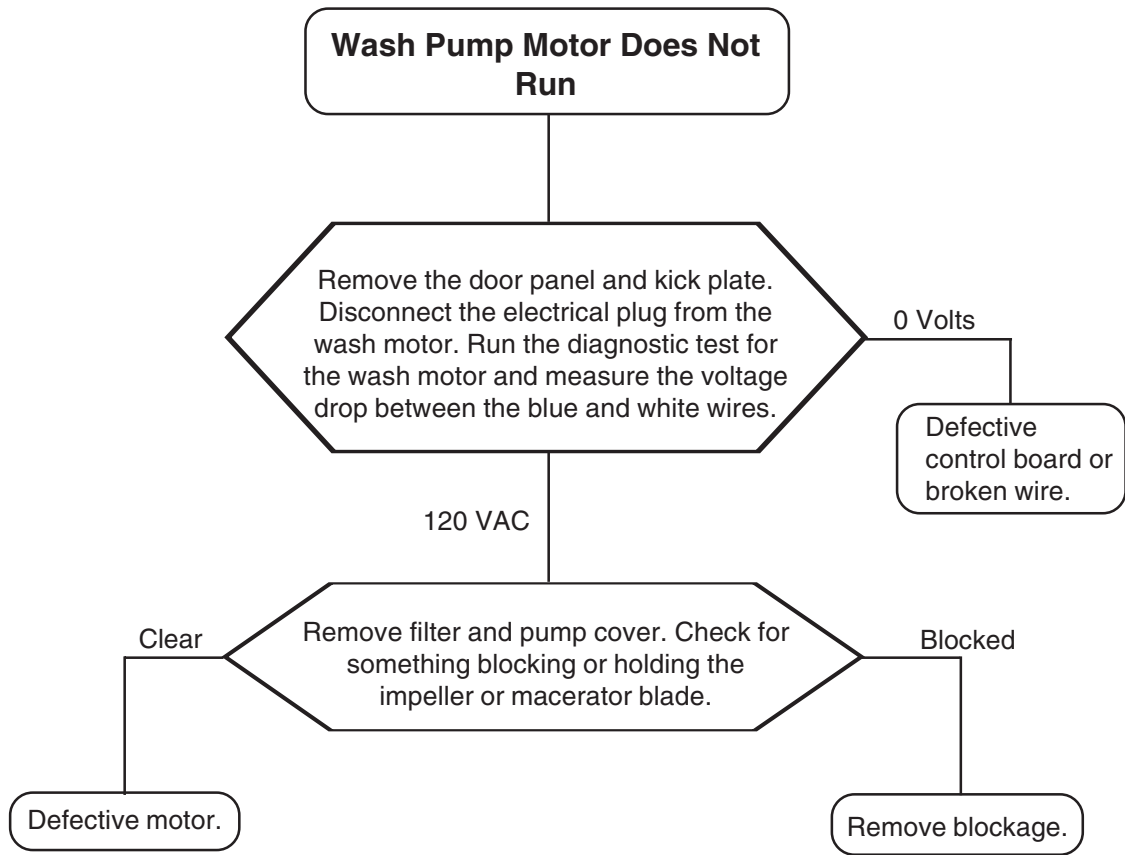 Wash Pump Motor Does Not
Run
Remove the door panel and kick plate.
Disconnect the electrical plug from the
wash motor. Run the diagnostic test for
the wash motor and measure the voltage
drop between the blue and white wires.
0 Volts
Defective
control board or
broken wire.
120 VAC
Remove filter and pump cover. Check for
something blocking or holding the
impeller or macerator blade.
Clear
Blocked
Defective motor.
Remove blockage.